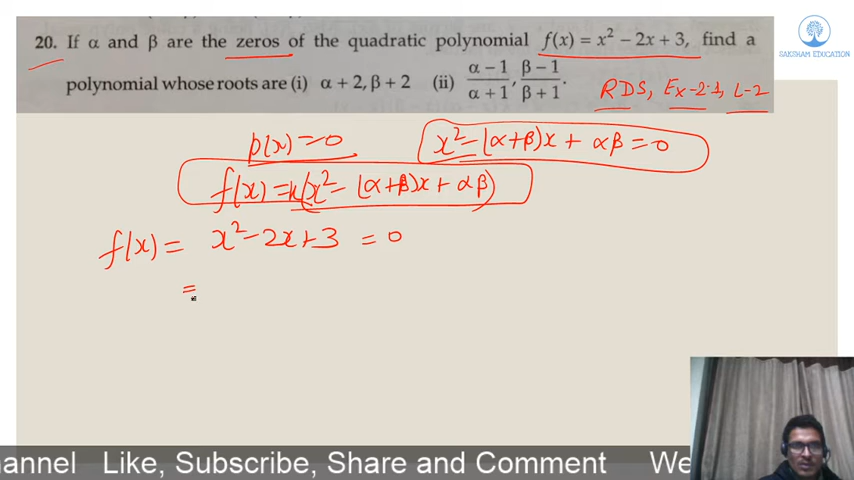 20. If α and β are the zeros of the quadratic polynomial f(x) = x² − 2x + 3, find a
polynomial whose roots are (i) α + 2, β + 2 (ii) (α − 1)/(α + 1), (β − 1)/(β + 1).
RDS, Ex-2.1, L-2
SAKSHAM EDUCATION
p(x) = 0
x² − (α+β)x + αβ = 0
f(x) = k(x² − (α+β)x + αβ)
f(x) = x² − 2x + 3 = 0
=
hannel Like, Subscribe, Share and Comment We